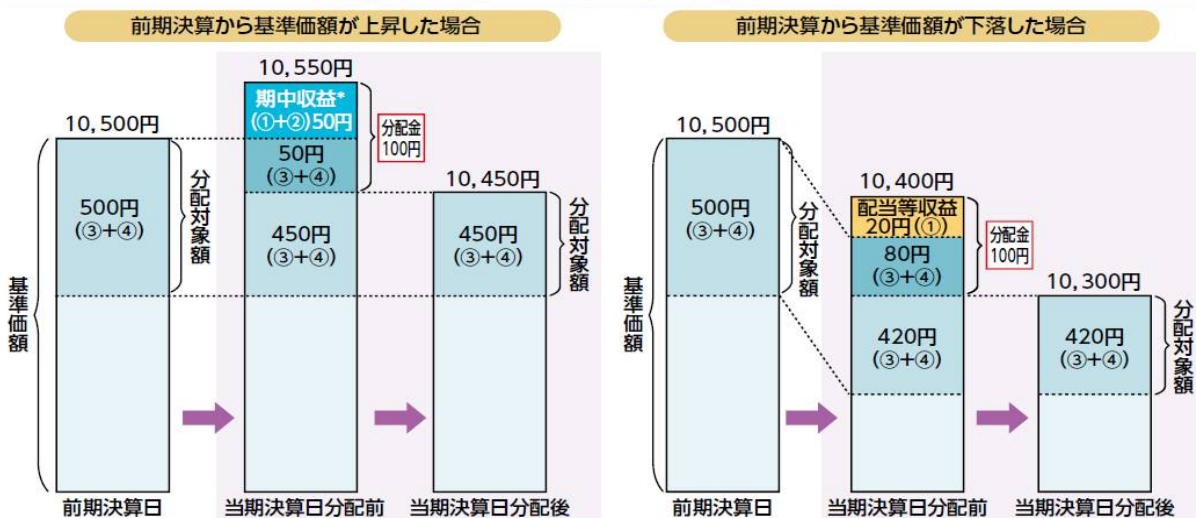 前期決算から基準価額が上昇した場合
10,550円
期中収益*
(①+②)50円
10,500円
分配金
100円
50円
(③+④)
10,450円
500円
(③+④)
分配対象額
450円
(③+④)
450円
(③+④)
分配対象額
基準価額
前期決算日
当期決算日分配前
当期決算日分配後
前期決算から基準価額が下落した場合
10,500円
10,400円
配当等収益
20円(①)
500円
(③+④)
分配対象額
分配金
100円
80円
(③+④)
10,300円
420円
(③+④)
420円
(③+④)
分配対象額
基準価額
前期決算日
当期決算日分配前
当期決算日分配後